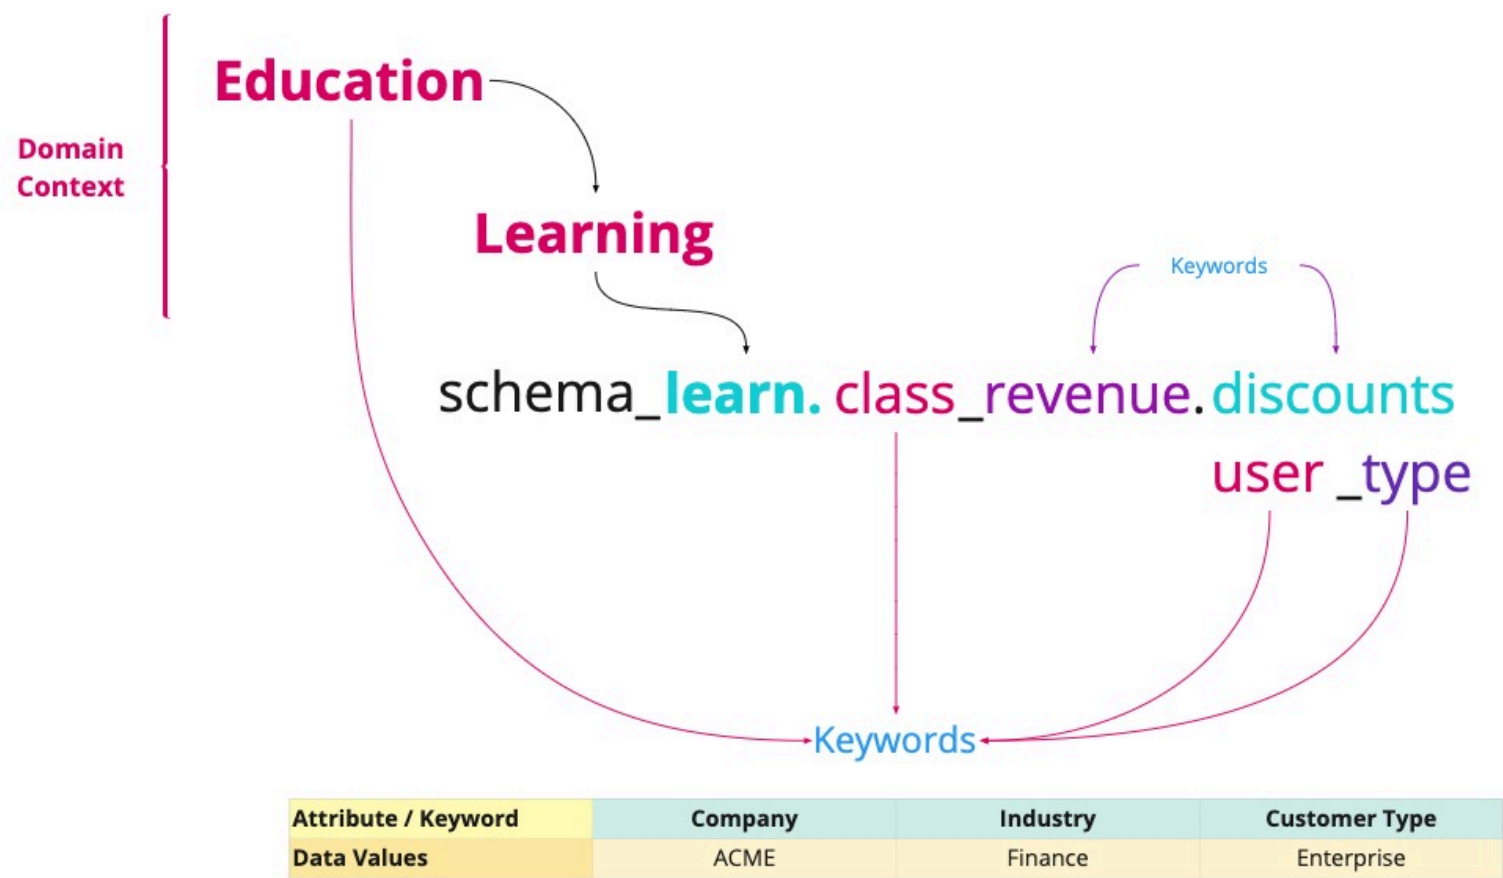 Education
Domain
Context
Learning
Keywords
schema_learn. class_revenue.discounts
user _type
Keywords
Attribute / Keyword Company Industry Customer Type
Data Values ACME Finance Enterprise